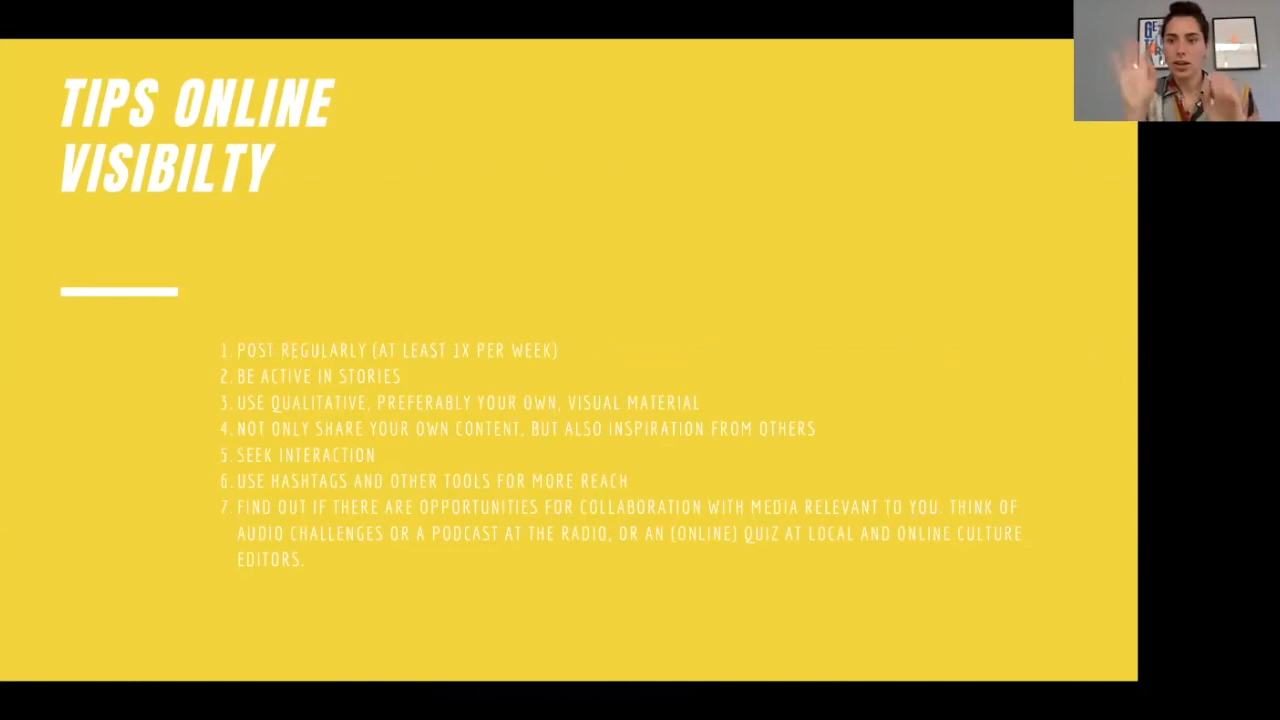 TIPS ONLINE
VISIBILTY
1. POST REGULARLY (AT LEAST 1X PER WEEK)
2. BE ACTIVE IN STORIES
3. USE QUALITATIVE, PREFERABLY YOUR OWN, VISUAL MATERIAL
4. NOT ONLY SHARE YOUR OWN CONTENT, BUT ALSO INSPIRATION FROM OTHERS
5. SEEK INTERACTION
6. USE HASHTAGS AND OTHER TOOLS FOR MORE REACH
7. FIND OUT IF THERE ARE OPPORTUNITIES FOR COLLABORATION WITH MEDIA RELEVANT TO YOU. THINK OF
AUDIO CHALLENGES OR A PODCAST AT THE RADIO, OR AN (ONLINE) QUIZ AT LOCAL AND ONLINE CULTURE
EDITORS.